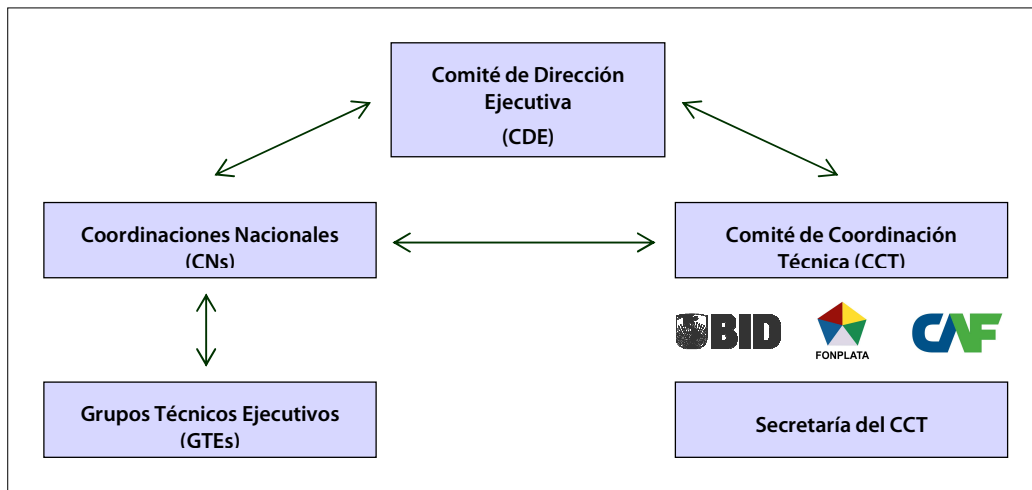 Comité de Dirección
Ejecutiva
(CDE)
Coordinaciones Nacionales
(CNs)
Comité de Coordinación
Técnica (CCT)
BID
FONPLATA
CAF
Grupos Técnicos Ejecutivos
(GTEs)
Secretaría del CCT